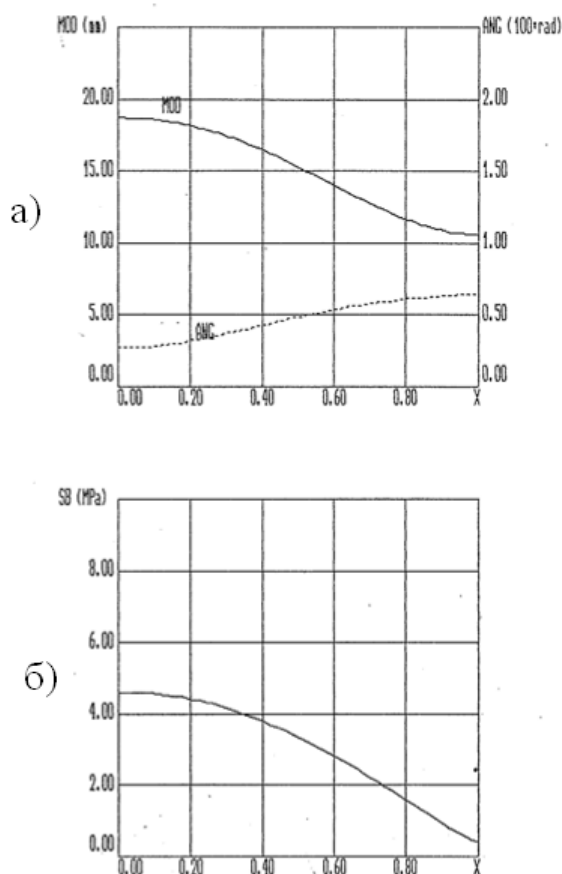 MOD (mm) ANG (100*rad)
20.00 MOD 2.00
15.00 1.50
а)
10.00 1.00
5.00 ANG 0.50
0.00 0.00
0.00 0.20 0.40 0.60 0.80 X
SB (MPa)
8.00
6.00
б)
4.00
2.00
0.00
0.00 0.20 0.40 0.60 0.80 X